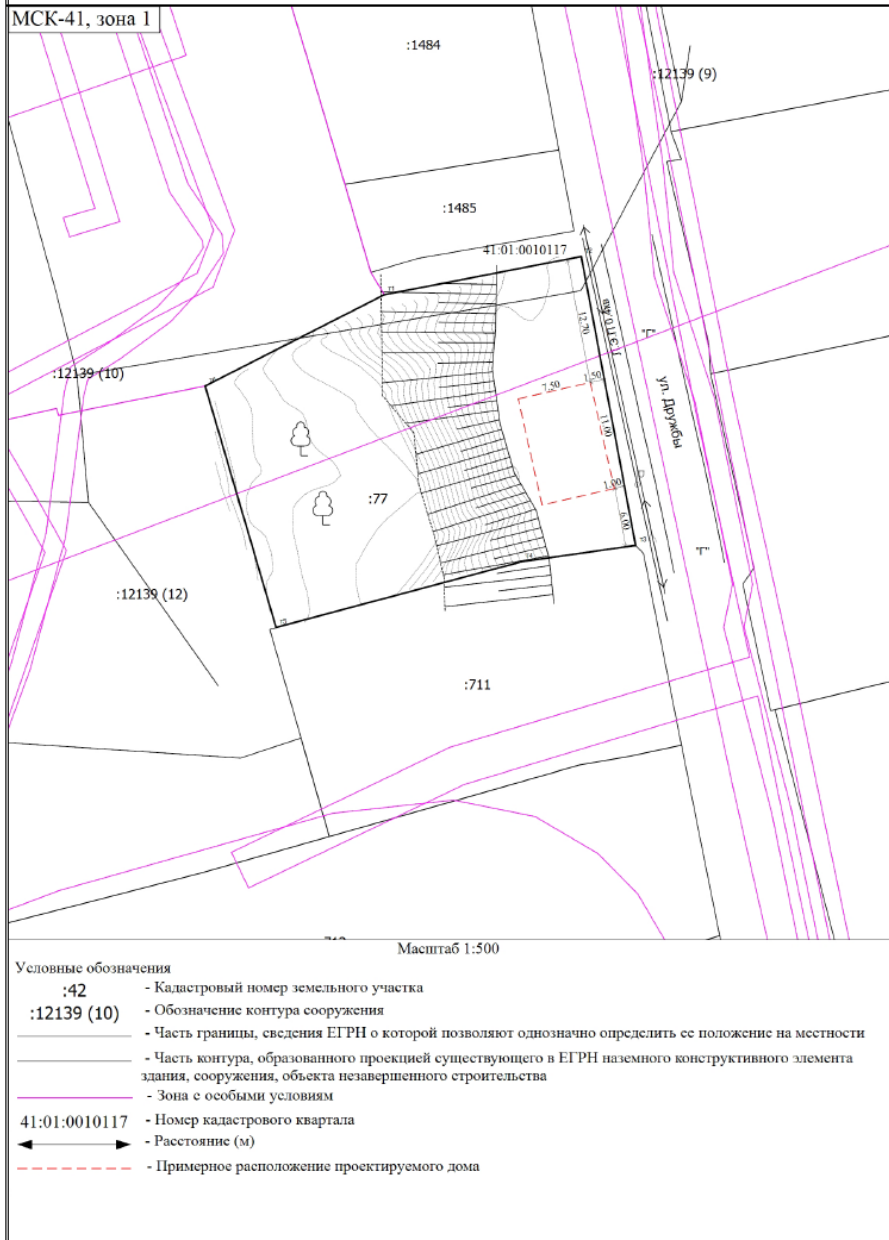 МСК-41, зона 1
:1484
:12139 (9)
:1485
41:01:0010117
ЛЭП 0,4кв
12.70
"Г"
:12139 (10)
7.50
1.50
ул. Дружбы
11.00
:77
1.00
6.00
"Г"
:12139 (12)
:711
Масштаб 1:500
Условные обозначения
:42 - Кадастровый номер земельного участка
:12139 (10) - Обозначение контура сооружения
- Часть границы, сведения ЕГРН о которой позволяют однозначно определить ее положение на местности
- Часть контура, образованного проекцией существующего в ЕГРН наземного конструктивного элемента
здания, сооружения, объекта незавершенного строительства
- Зона с особыми условиям
41:01:0010117 - Номер кадастрового квартала
- Расстояние (м)
- Примерное расположение проектируемого дома